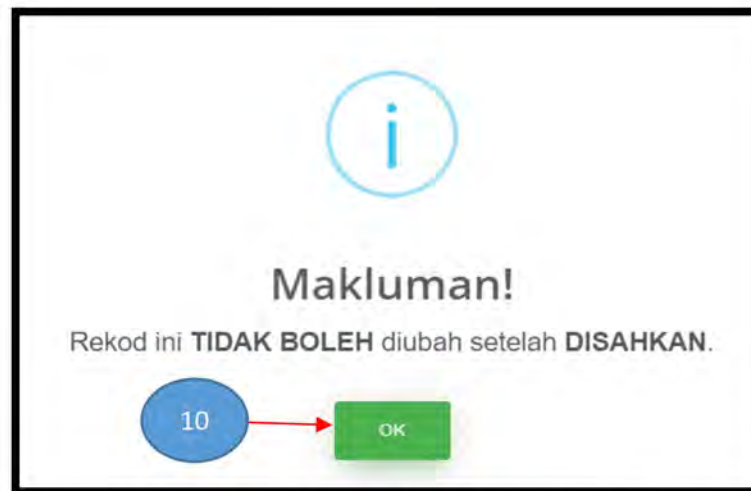 i
Makluman!
Rekod ini TIDAK BOLEH diubah setelah DISAHKAN.
10
OK